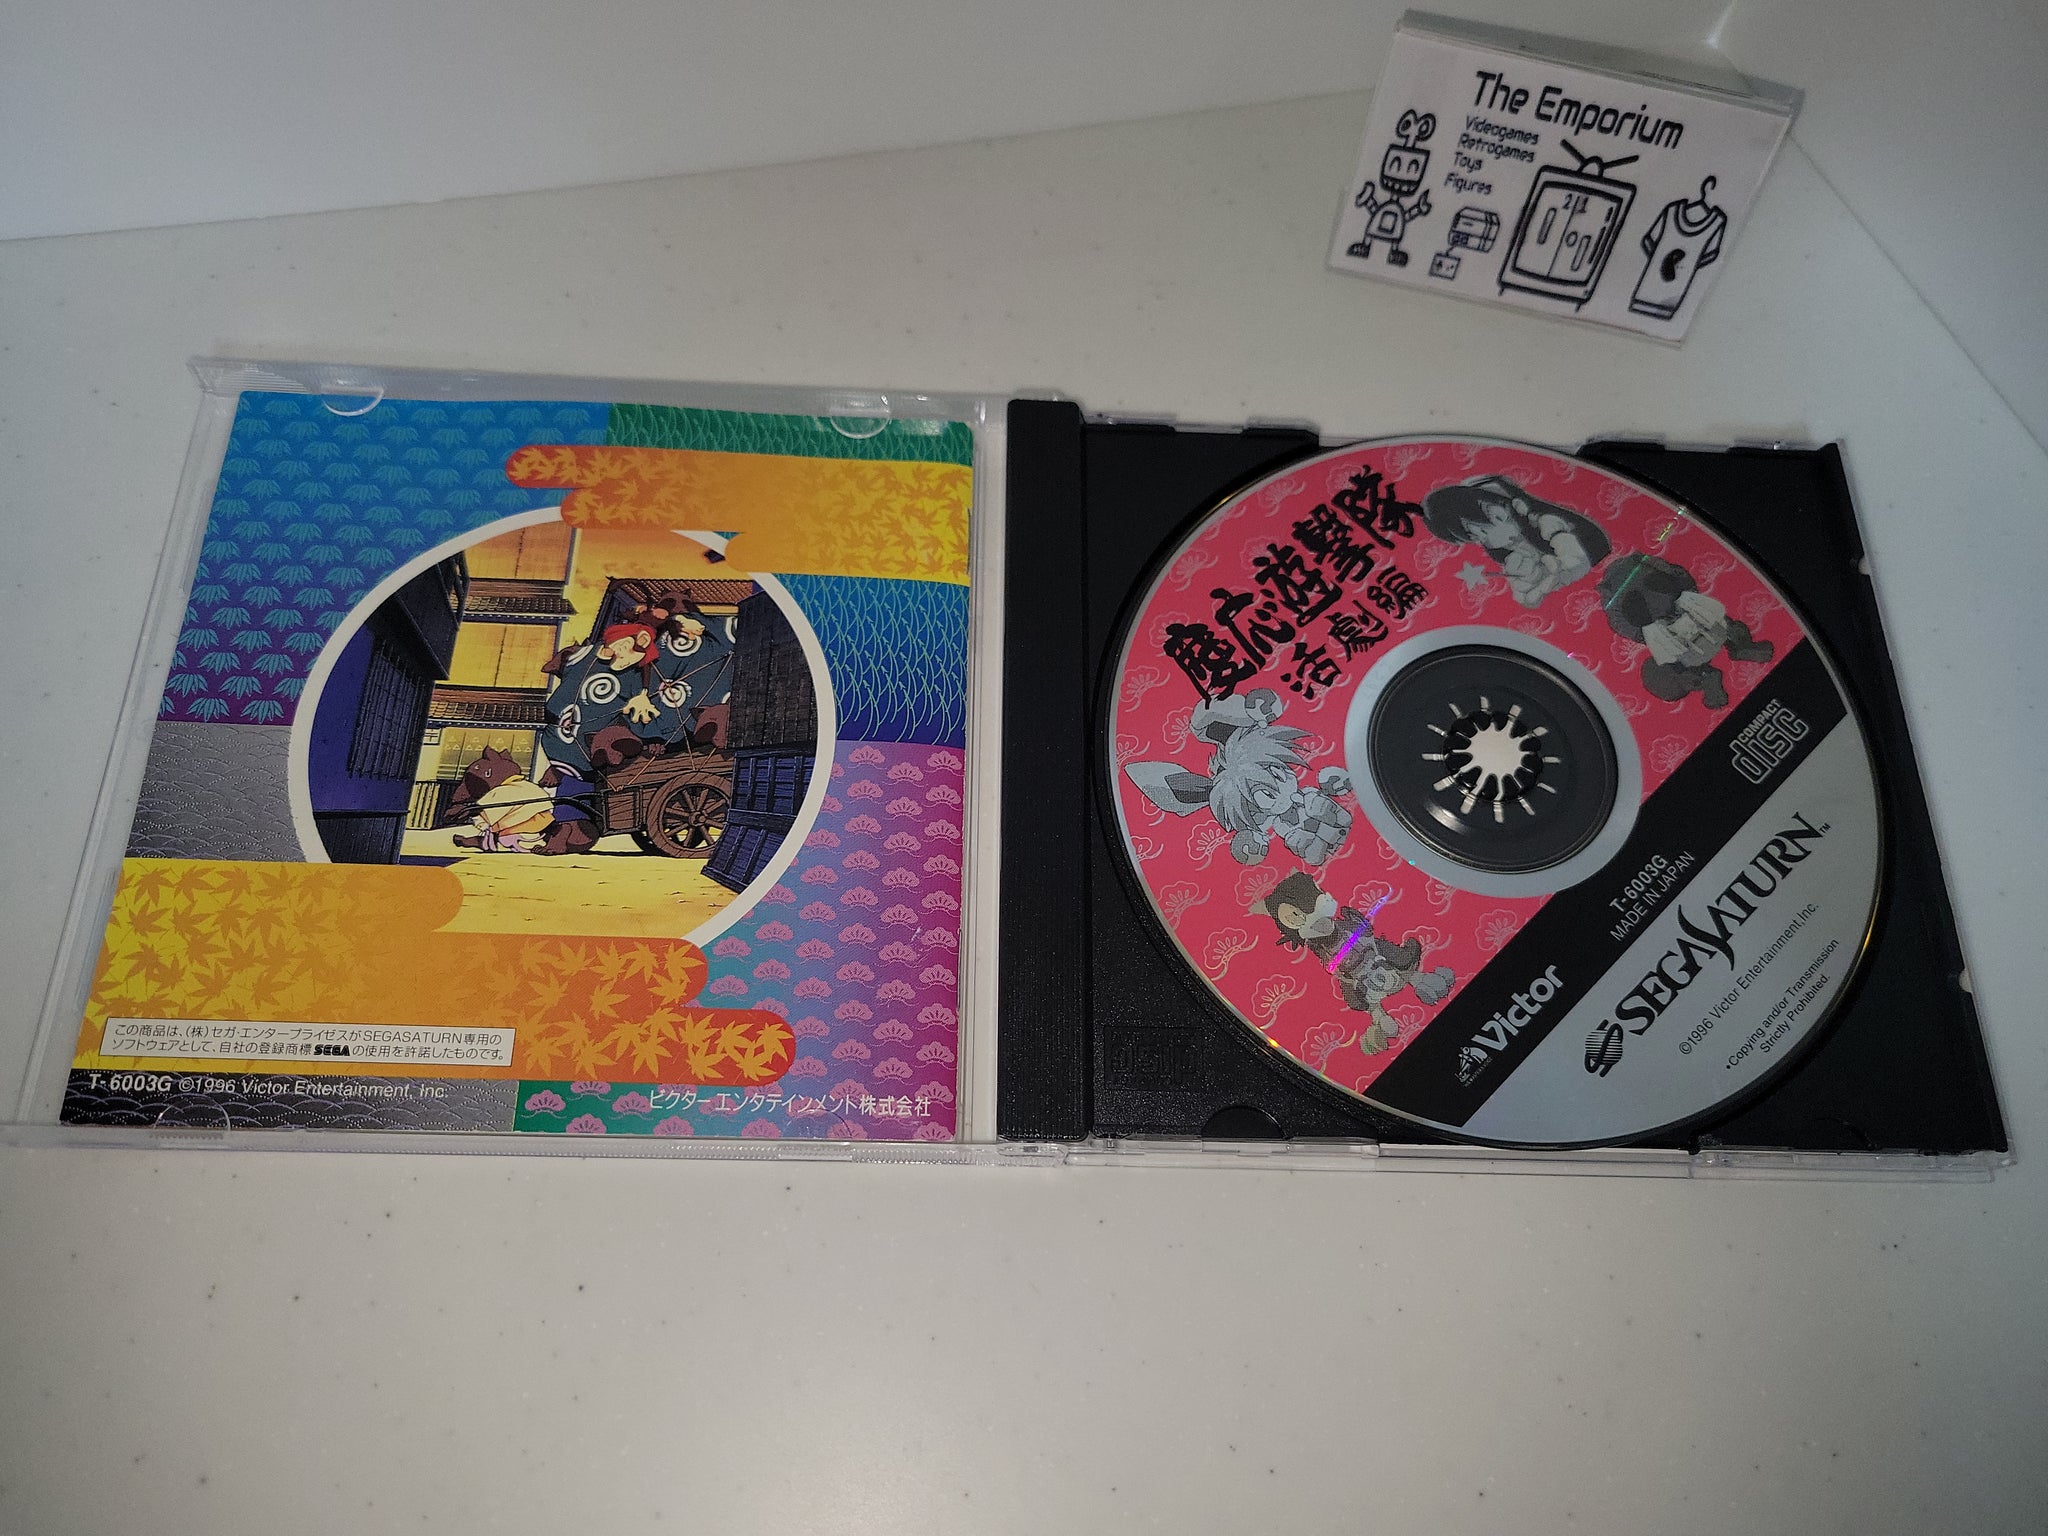 The Emporium
Videogames
Retrogames
Toys
Figures
2 1
この商品は、(株)セガ・エンタープライゼスがSEGASATURN専用の
ソフトウェアとして、自社の登録商標SEGAの使用を許諾したものです。
T-6003G ©1996 Victor Entertainment, Inc.
ビクターエンタテインメント株式会社
慶応遊撃隊
活劇編
COMPACT
disc
T-6003G
MADE IN JAPAN
Victor
SEGA SATURN™
©1996 Victor Entertainment,Inc.
•Copying and/or Transmission
Strictly Prohibited.